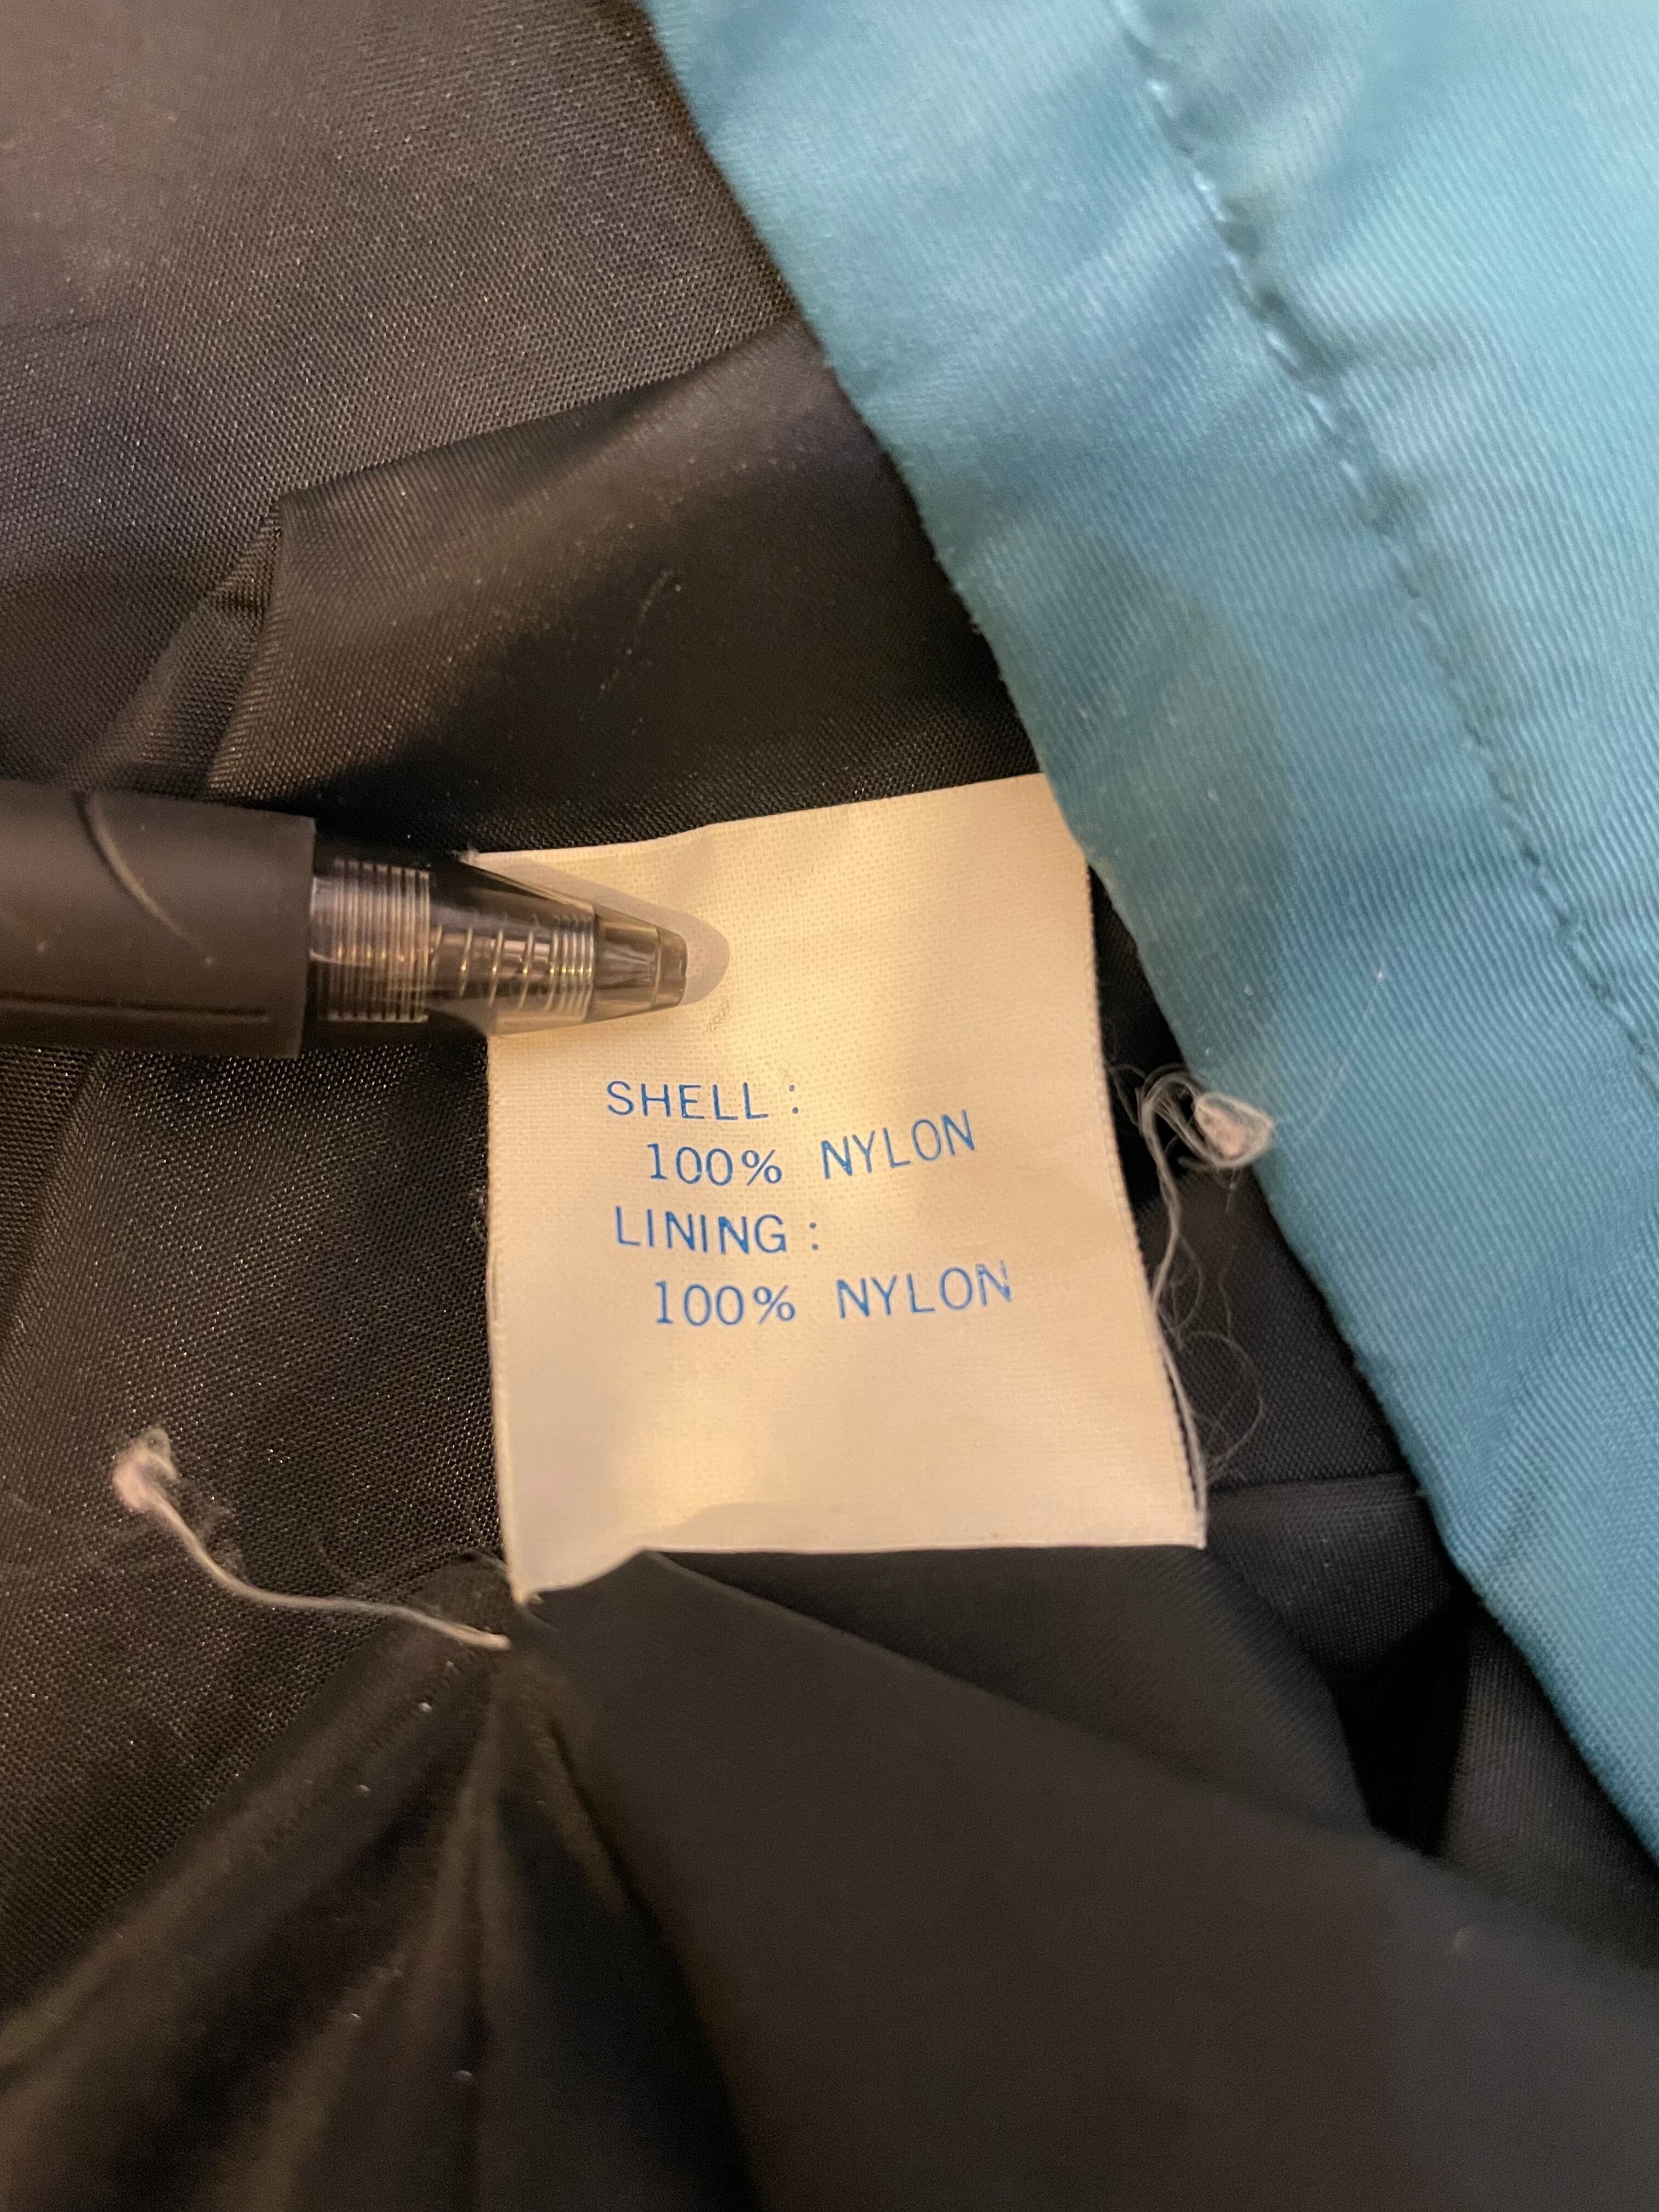 SHELL :
100% NYLON
LINING :
100% NYLON